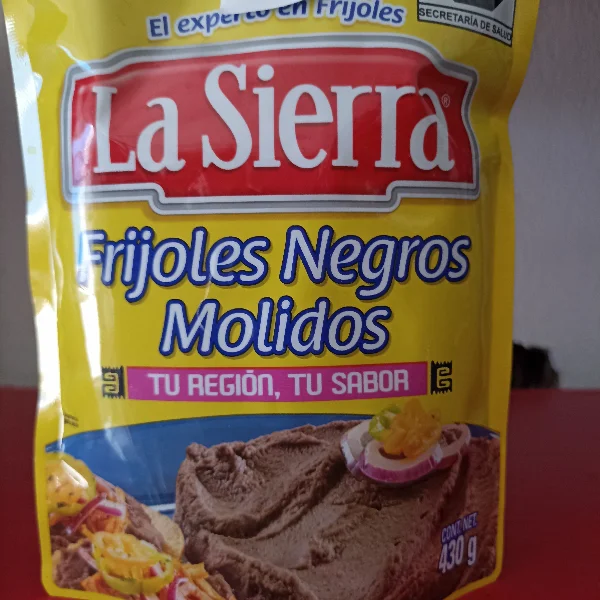 El experto en Frijoles
SECRETARÍA DE SALUD
La Sierra®
Frijoles Negros
Molidos
TU REGIÓN, TU SABOR
CONT. NET.
430 g